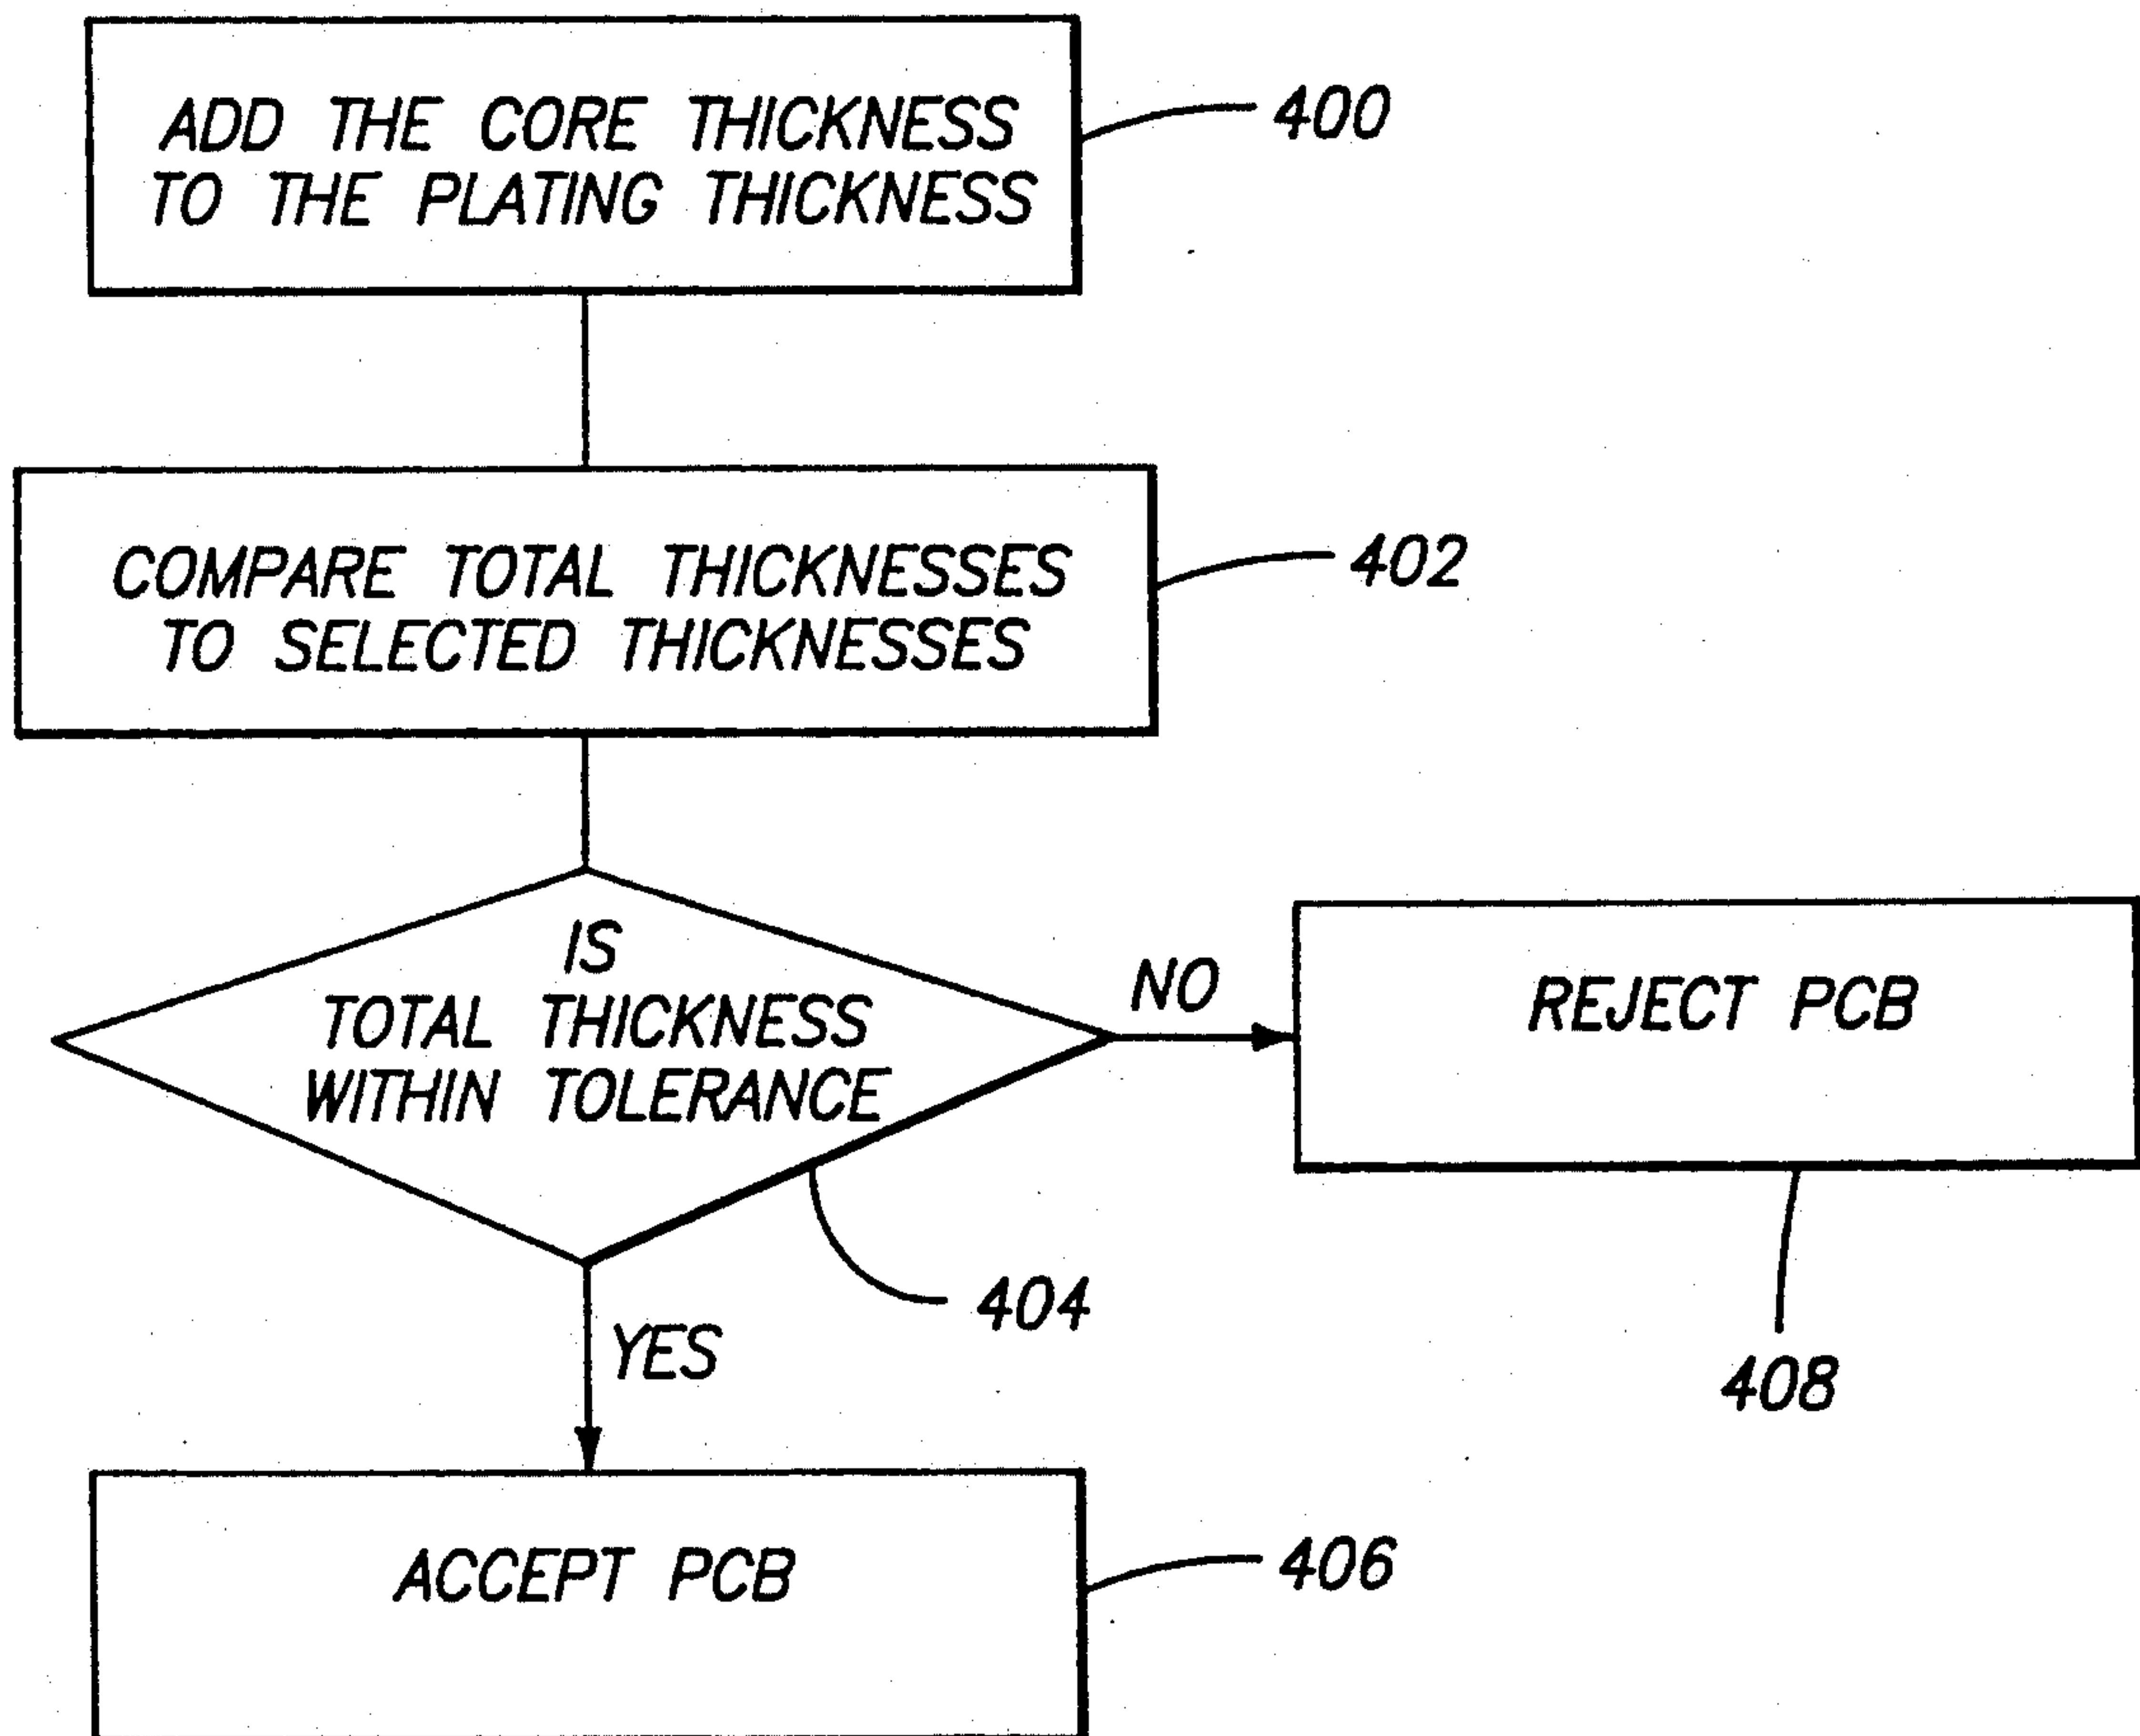 ADD THE CORE THICKNESS
TO THE PLATING THICKNESS
400
COMPARE TOTAL THICKNESSES
TO SELECTED THICKNESSES
402
IS
TOTAL THICKNESS
WITHIN TOLERANCE
NO
REJECT PCB
404
YES
408
ACCEPT PCB
406